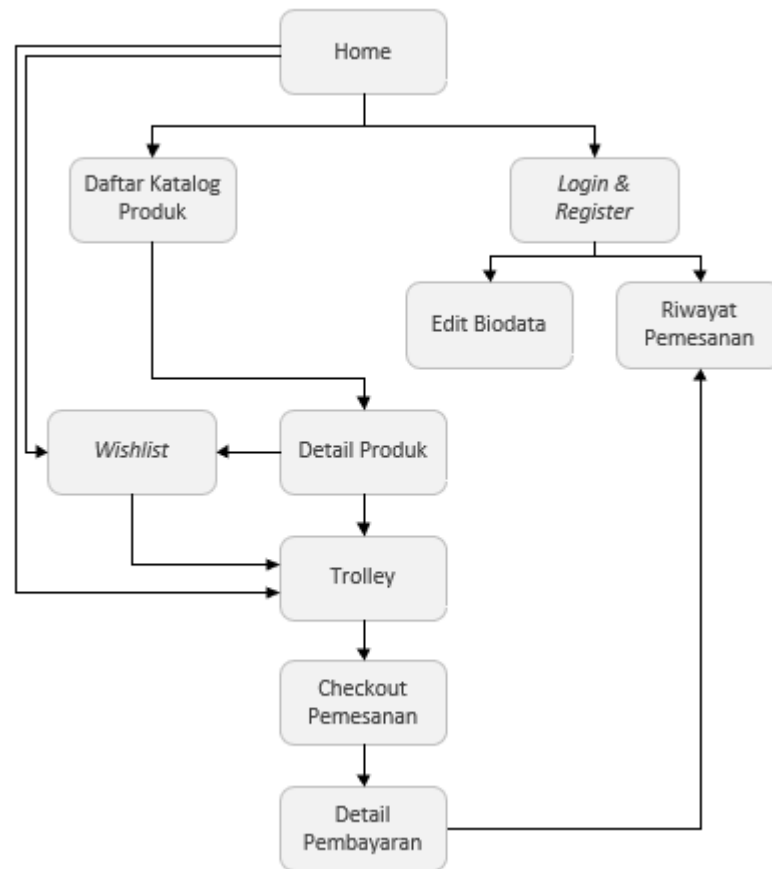 Home
Daftar Katalog
Produk
Login &
Register
Edit Biodata
Riwayat
Pemesanan
Wishlist
Detail Produk
Trolley
Checkout
Pemesanan
Detail
Pembayaran